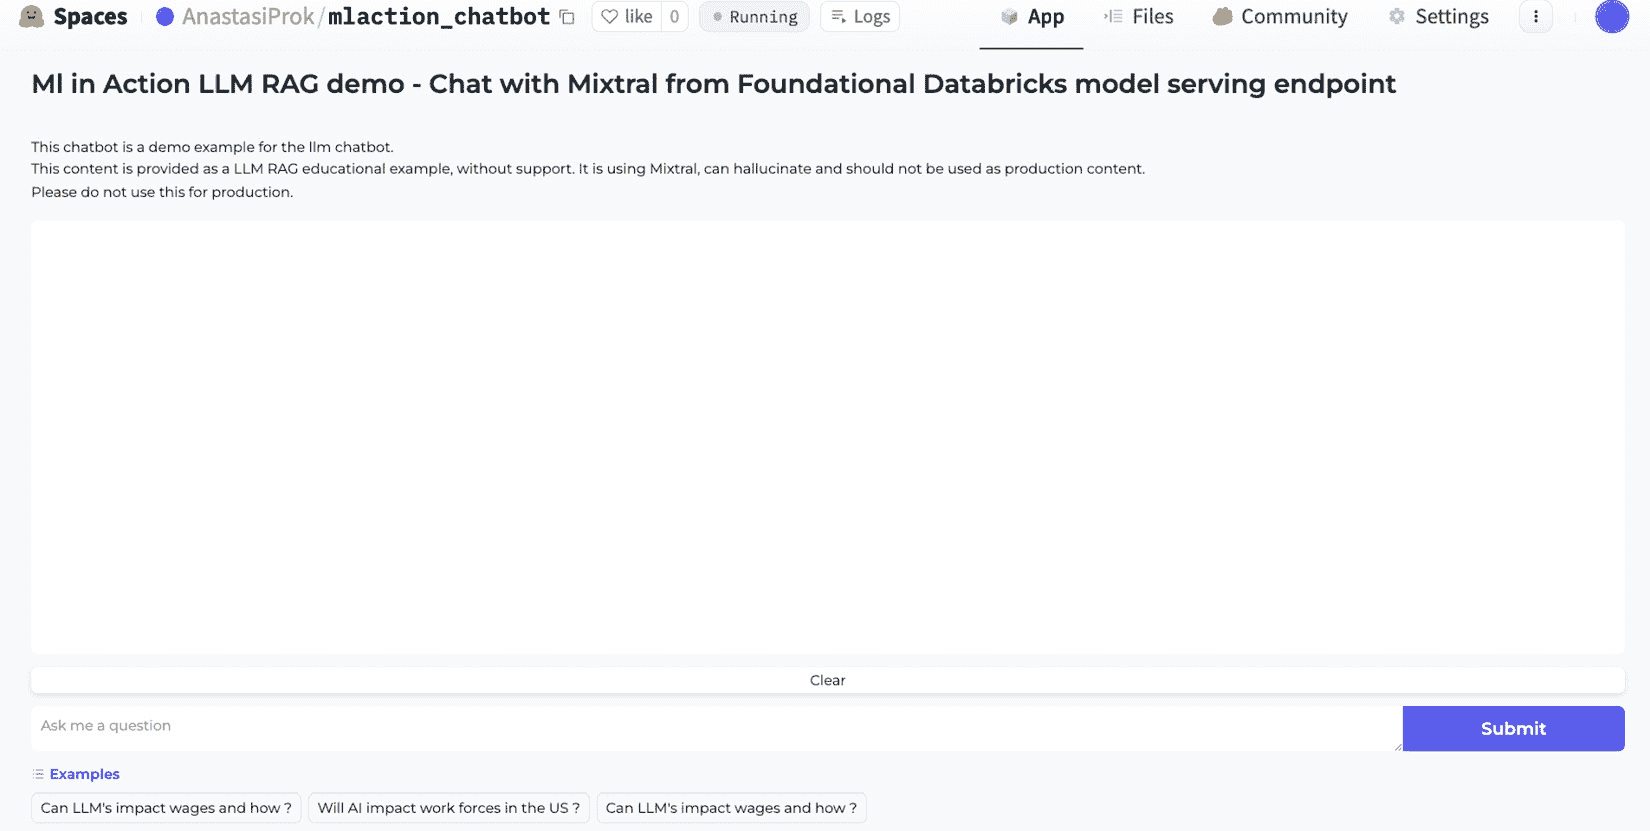 Spaces AnastasiProk/mlaction_chatbot like 0 Running Logs App Files Community Settings
Ml in Action LLM RAG demo - Chat with Mixtral from Foundational Databricks model serving endpoint
This chatbot is a demo example for the llm chatbot.
This content is provided as a LLM RAG educational example, without support. It is using Mixtral, can hallucinate and should not be used as production content.
Please do not use this for production.
Clear
Ask me a question Submit
Examples
Can LLM's impact wages and how ? Will AI impact work forces in the US ? Can LLM's impact wages and how ?